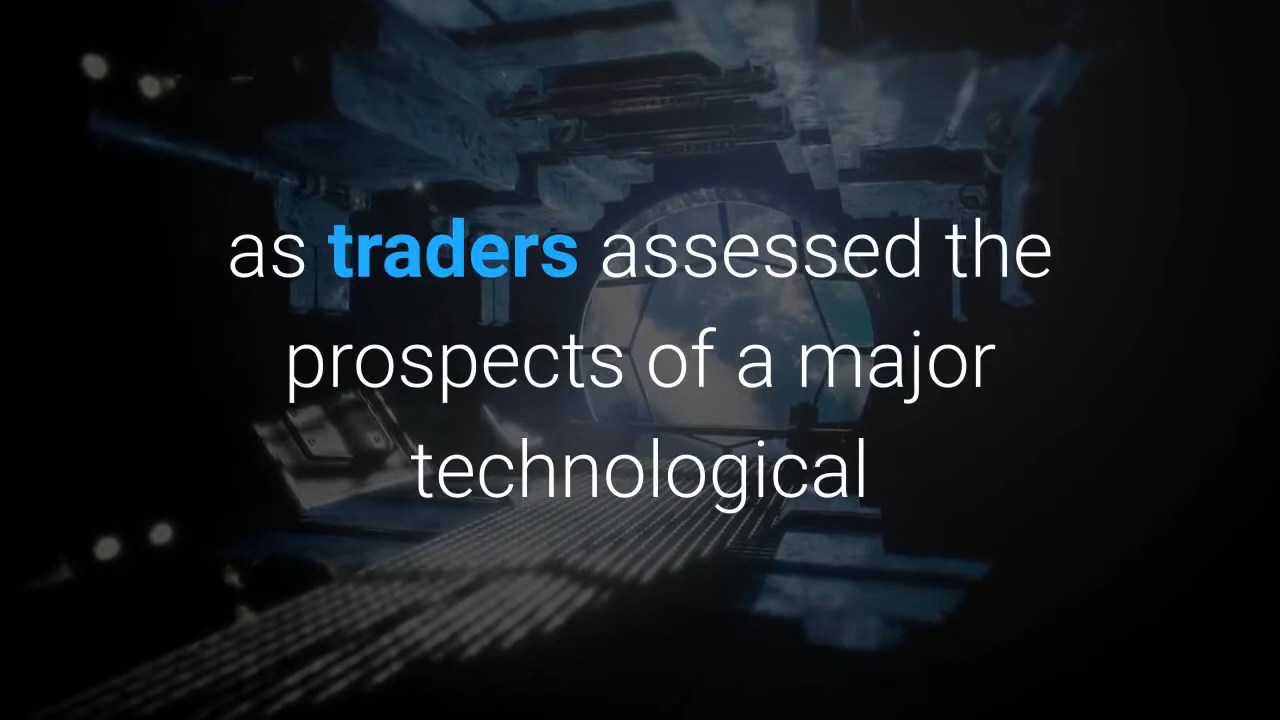 as traders assessed the
prospects of a major
technological